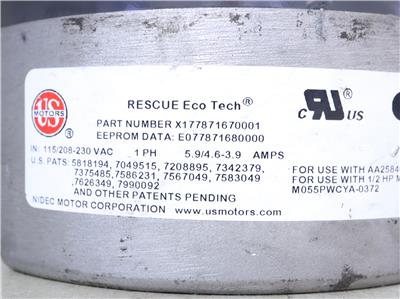 US
MOTORS
RESCUE Eco Tech®
PART NUMBER X177871670001
EEPROM DATA: E077871680000
IN: 115/208-230 VAC 1 PH 5.9/4.6-3.9 AMPS
U.S. PATS: 5818194, 7049515, 7208895, 7342379,
7375485,7586231, 7567049, 7583049
,7626349, 7990092
AND OTHER PATENTS PENDING
NIDEC MOTOR CORPORATION www.usmotors.com
C UR US
FOR USE WITH AA2584
FOR USE WITH 1/2 HP M
M055PWCYA-0372